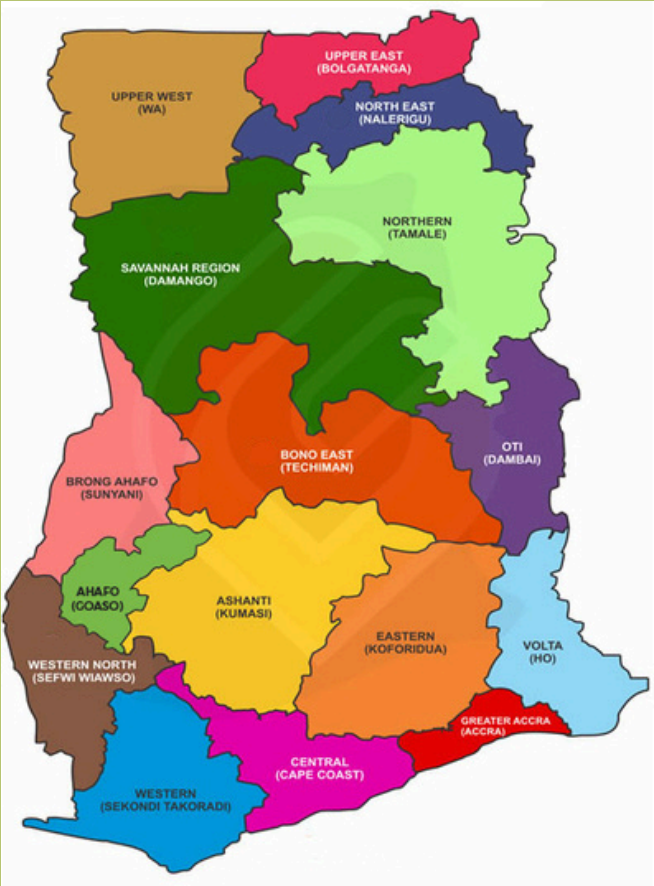 UPPER EAST
(BOLGATANGA)
UPPER WEST
(WA)
NORTH EAST
(NALERIGU)
NORTHERN
(TAMALE)
SAVANNAH REGION
(DAMANGO)
OTI
(DAMBAI)
BONO EAST
(TECHIMAN)
BRONG AHAFO
(SUNYANI)
AHAFO
(GOASO)
ASHANTI
(KUMASI)
EASTERN
(KOFORIDUA)
VOLTA
(HO)
WESTERN NORTH
(SEFWI WIAWSO)
GREATER ACCRA
(ACCRA)
CENTRAL
(CAPE COAST)
WESTERN
(SEKONDI TAKORADI)